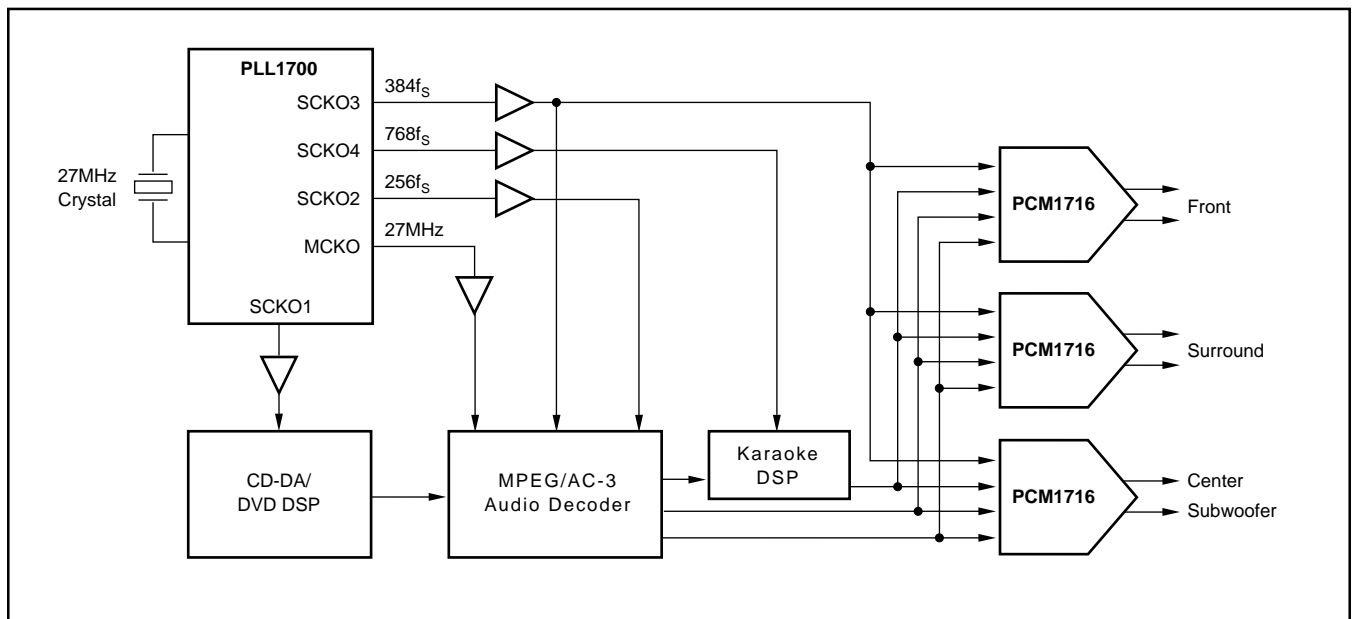 PLL1700
SCKO3
384fS
SCKO4
768fS
SCKO2
256fS
MCKO
27MHz
SCKO1
27MHz
Crystal
CD-DA/
DVD DSP
MPEG/AC-3
Audio Decoder
Karaoke
DSP
PCM1716
Front
PCM1716
Surround
PCM1716
Center
Subwoofer